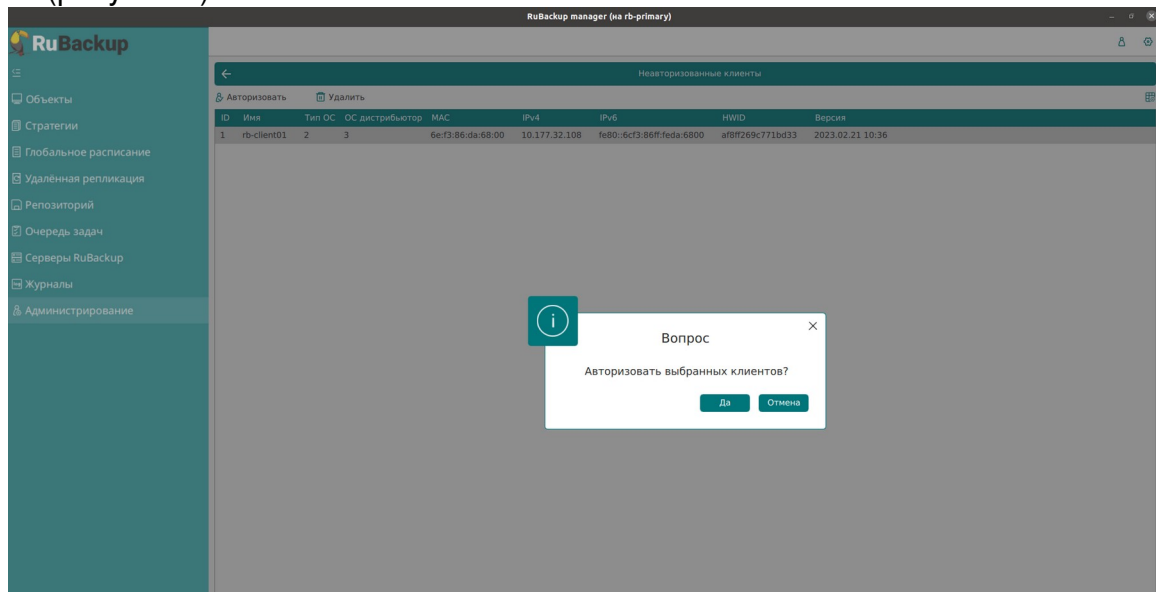 RuBackup manager (на rb-primary)
RuBackup
Неавторизованные клиенты
Объекты
Стратегии
Глобальное расписание
Удалённая репликация
Репозиторий
Очередь задач
Серверы RuBackup
Журналы
Администрирование
Авторизовать Удалить
ID Имя Тип ОС ОС дистрибьютор MAC IPv4 IPv6 HWID Версия
1 rb-client01 2 3 6e:f3:86:da:68:00 10.177.32.108 fe80::6cf3:86ff:feda:6800 af8ff269c771bd33 2023.02.21 10:36
Вопрос
Авторизовать выбранных клиентов?
Да Отмена